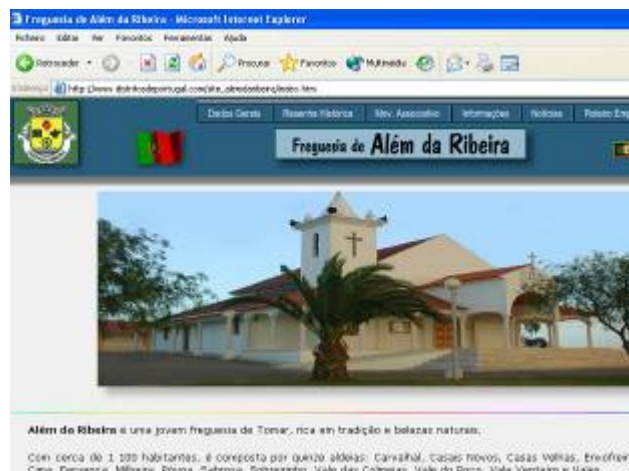 Freguesia de Além da Ribeira - Microsoft Internet Explorer
Ficheiro Editar Ver Favoritos Ferramentas Ajuda
Retroceder Procurar Favoritos Multimédia
Endereço http://www.distritosdeportugal.com/site_alemdaribeira/index.htm
Dados Gerais Resenha Histórica Mov. Associativo Informações Notícias Roteiro
Freguesia de Além da Ribeira
Além da Ribeira é uma jovem freguesia de Tomar, rica em tradição e belezas naturais.
Com cerca de 1 100 habitantes, é composta por quinze aldeias: Carvalhal, Casais Novos, Casas Velhas,